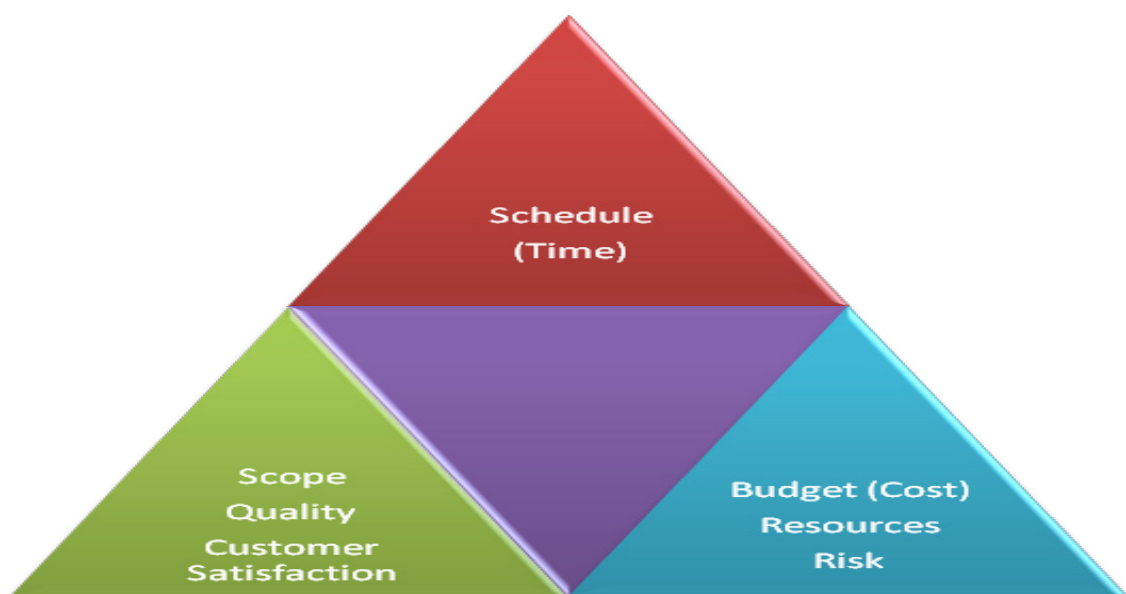 Schedule
(Time)
Scope
Quality
Customer
Satisfaction
Budget (Cost)
Resources
Risk